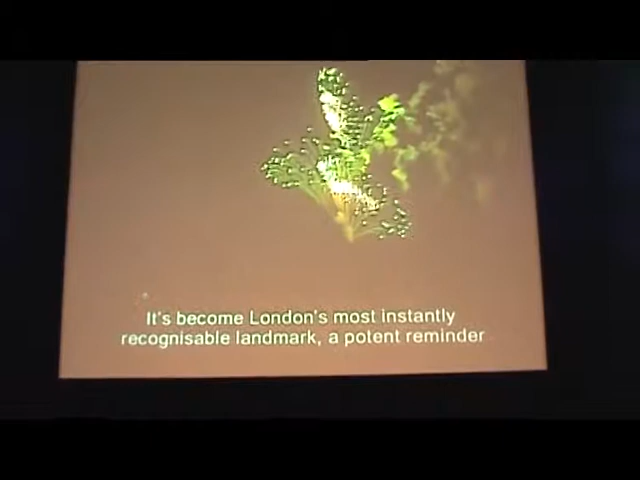 It's become London's most instantly
recognisable landmark, a potent reminder